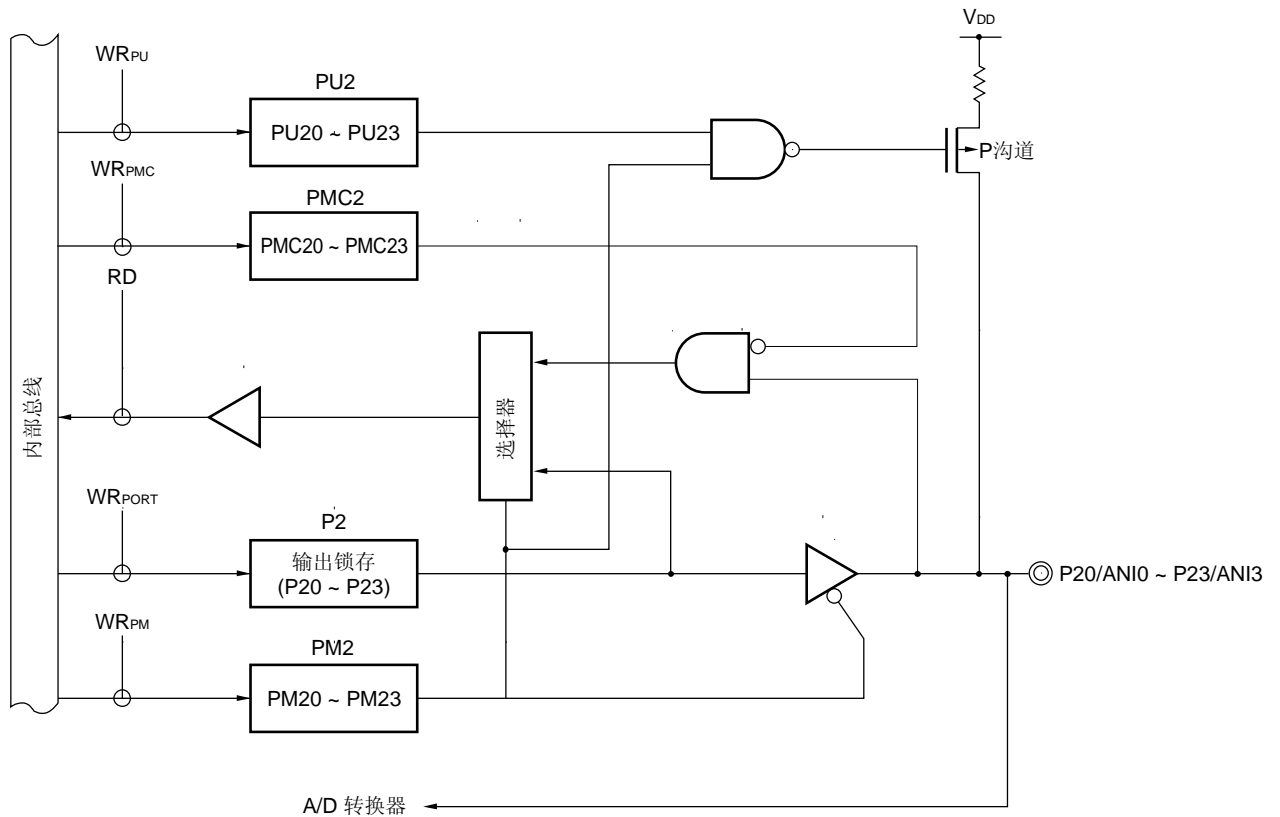 VDD
WRPU
PU2
PU20 ~ PU23
P沟道
WRPMC
PMC2
PMC20 ~ PMC23
RD
内部总线
选择器
WRPORT
P2
输出锁存
(P20 ~ P23)
P20/ANI0 ~ P23/ANI3
WRPM
PM2
PM20 ~ PM23
A/D 转换器